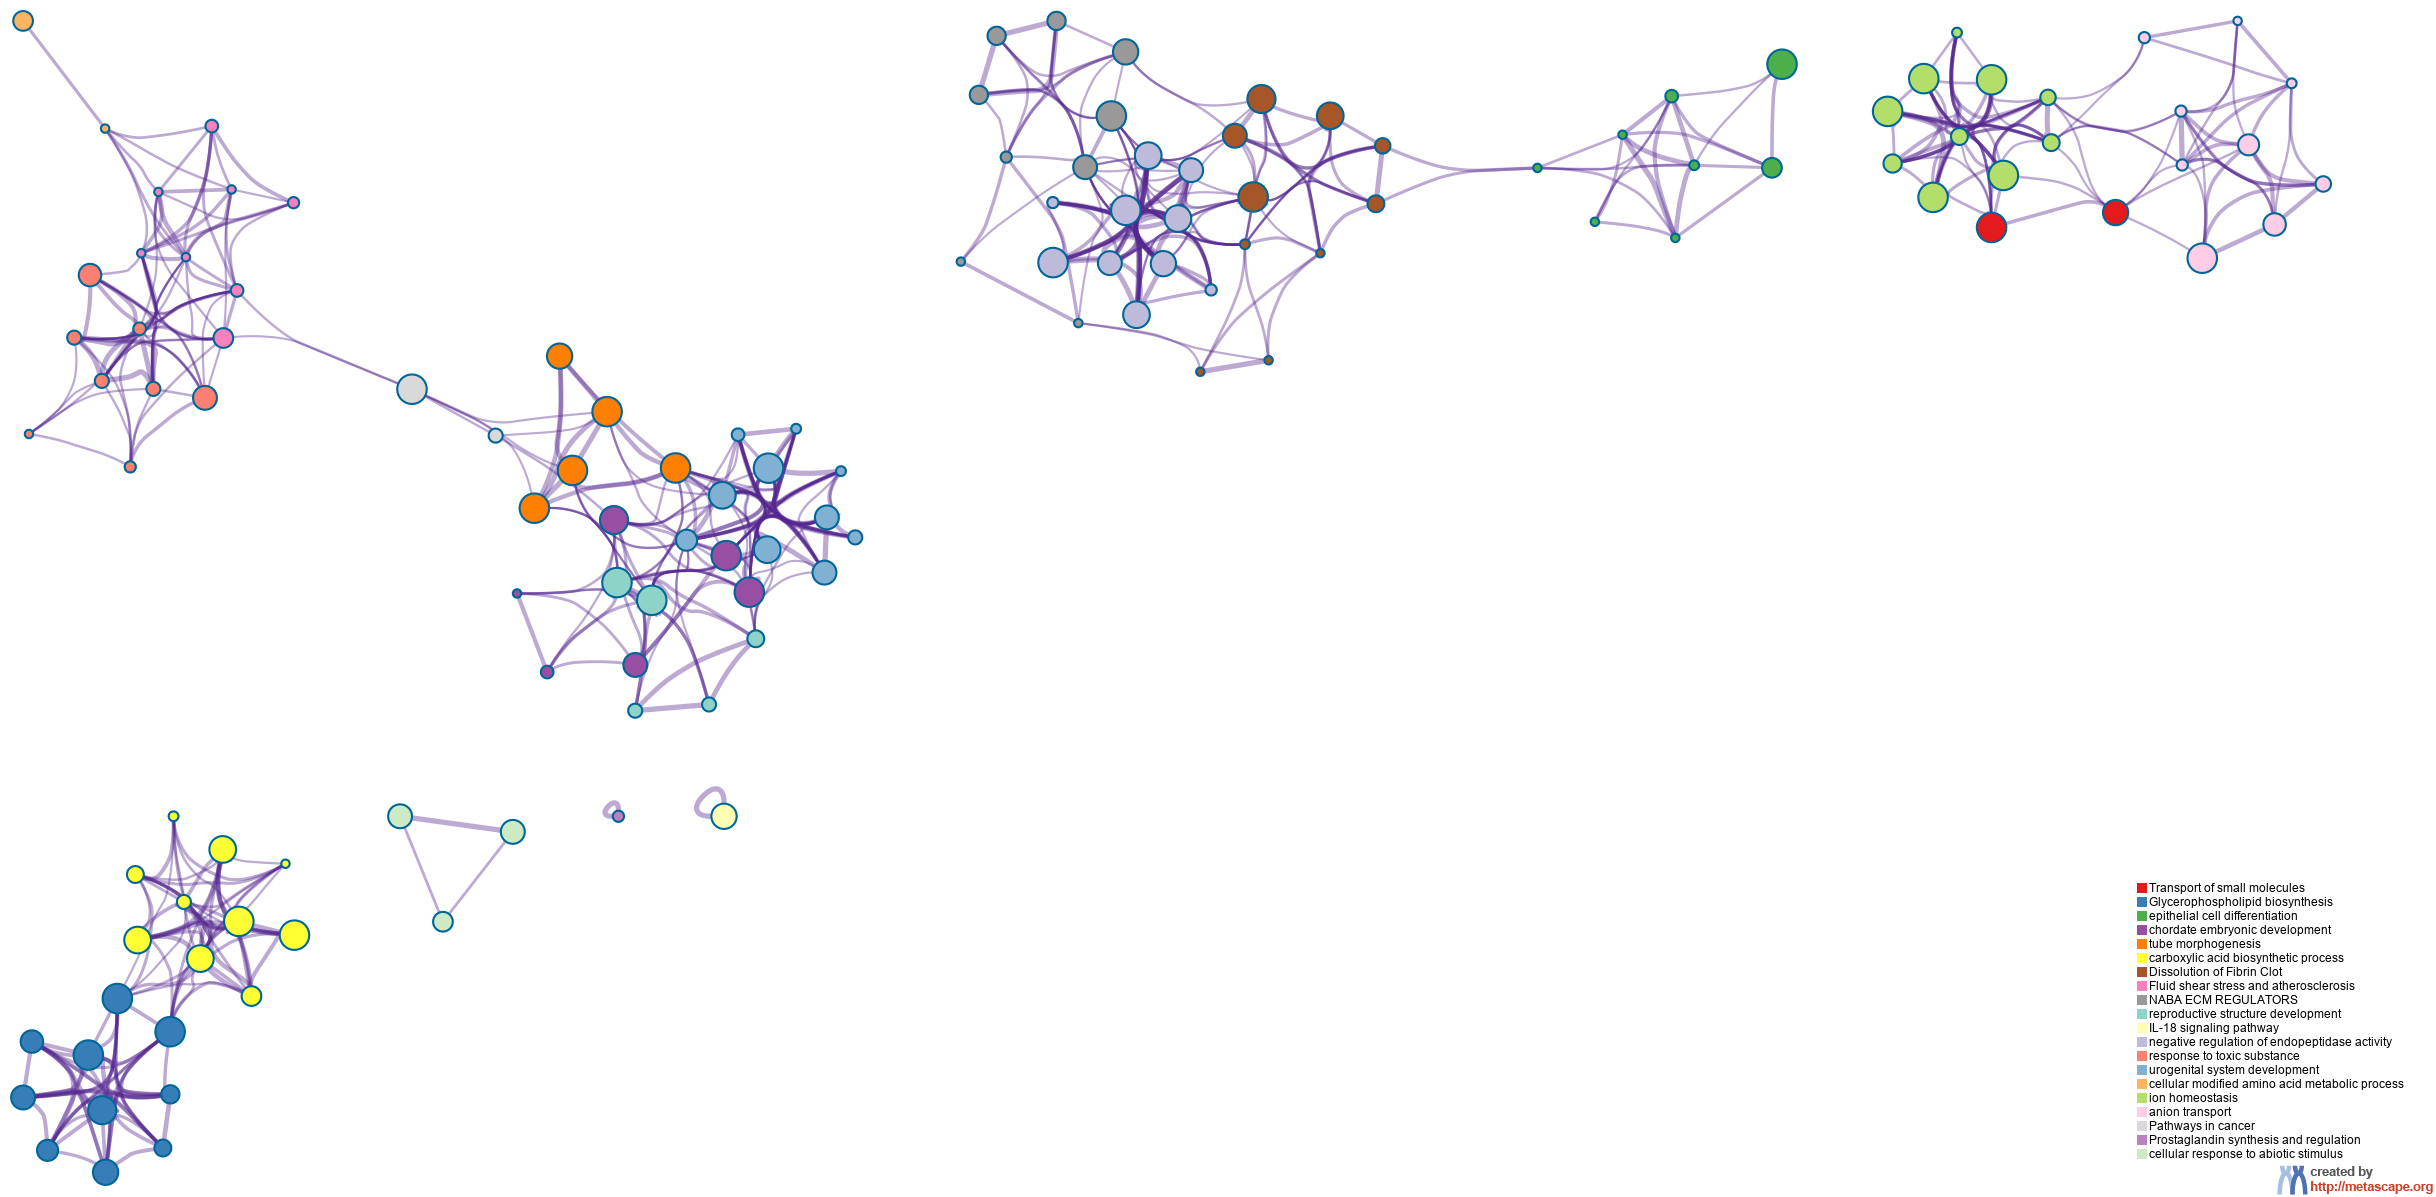 Transport of small molecules
Glycerophospholipid biosynthesis
epithelial cell differentiation
chordate embryonic development
tube morphogenesis
carboxylic acid biosynthetic process
Dissolution of Fibrin Clot
Fluid shear stress and atherosclerosis
NABA ECM REGULATORS
reproductive structure development
IL-18 signaling pathway
negative regulation of endopeptidase activity
response to toxic substance
urogenital system development
cellular modified amino acid metabolic process
ion homeostasis
anion transport
Pathways in cancer
Prostaglandin synthesis and regulation
cellular response to abiotic stimulus
created by
http://metascape.org